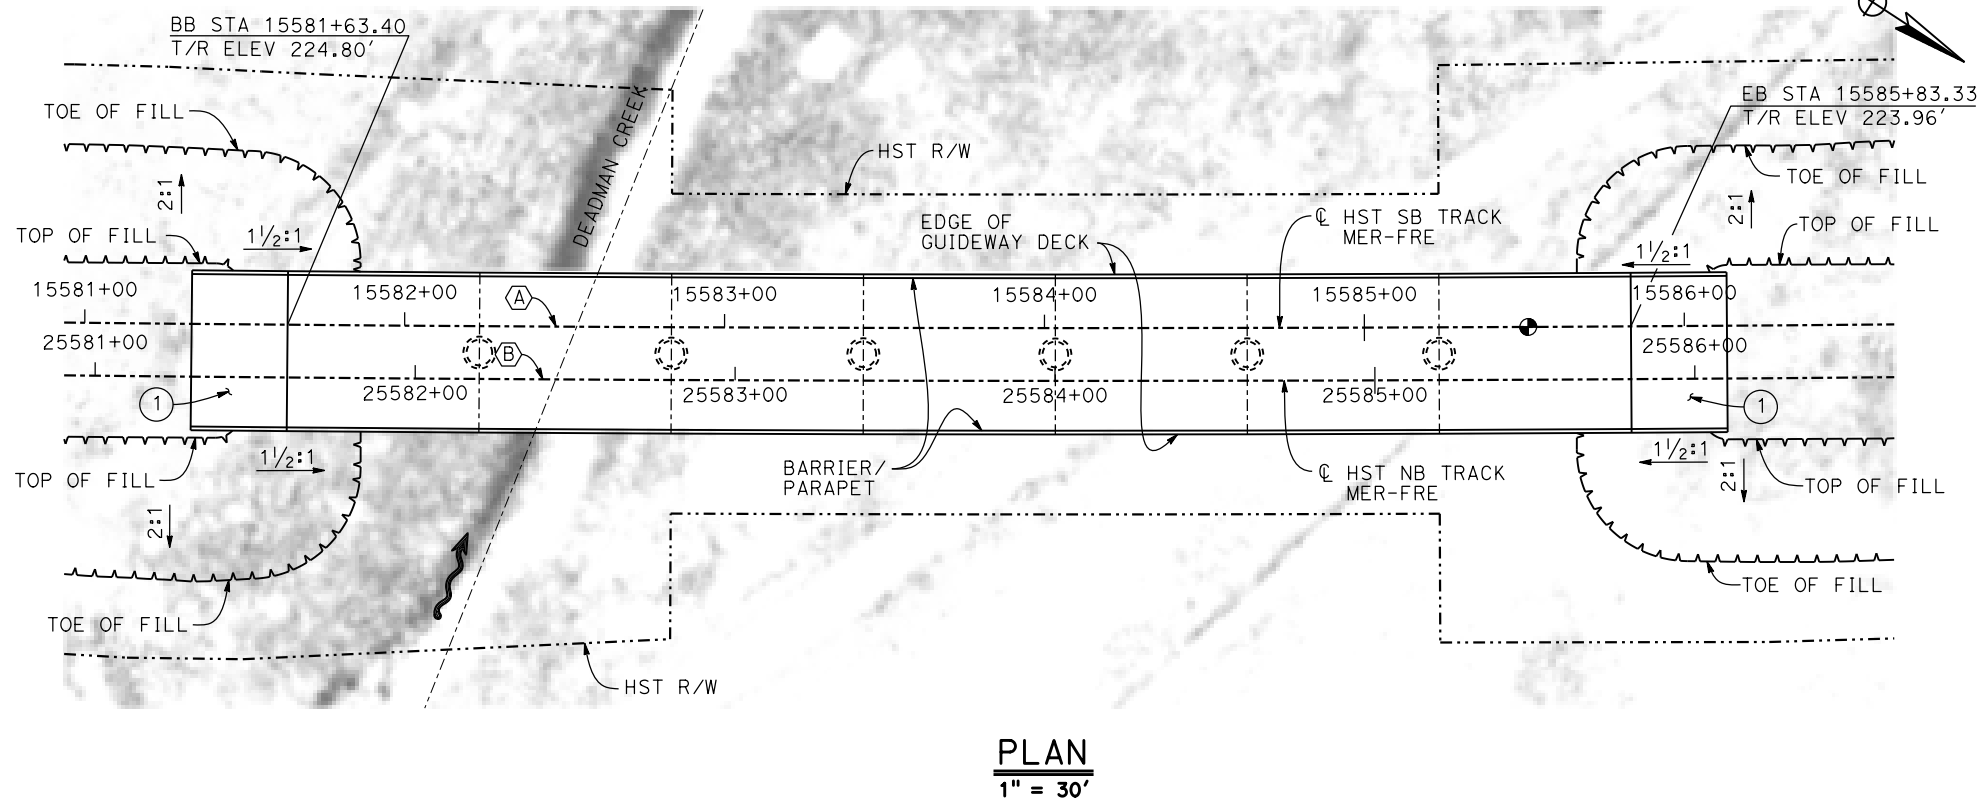 BB STA 15581+63.40
T/R ELEV 224.80'
EB STA 15585+83.33
T/R ELEV 223.96'
TOE OF FILL
DEADMAN CREEK
HST R/W
TOE OF FILL
2:1
2:1
TOP OF FILL
1½:1
EDGE OF
GUIDEWAY DECK
℄ HST SB TRACK
MER-FRE
TOP OF FILL
1½:1
15581+00
15582+00
A
15583+00
15584+00
15585+00
15586+00
25581+00
B
25586+00
1
25582+00
25583+00
25584+00
25585+00
1
1½:1
BARRIER/
PARAPET
℄ HST NB TRACK
MER-FRE
1½:1
TOP OF FILL
2:1
2:1
TOP OF FILL
TOE OF FILL
TOE OF FILL
HST R/W
PLAN
1" = 30'